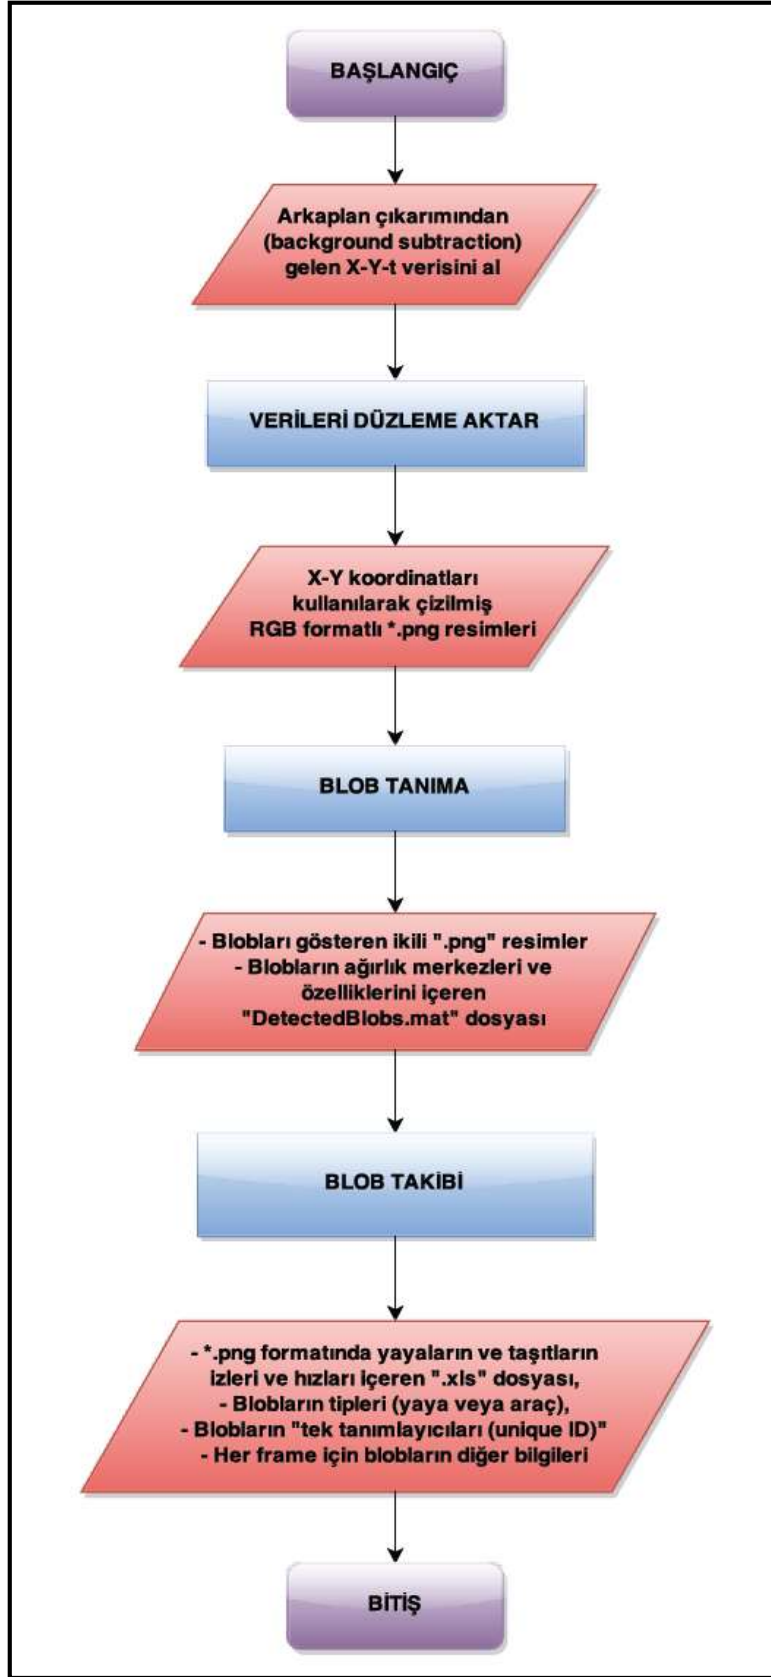 BAŞLANGIÇ
Arkaplan çıkarımından
(background subtraction)
gelen X-Y-t verisini al
VERİLERİ DÜZLEME AKTAR
X-Y koordinatları
kullanılarak çizilmiş
RGB formatlı *.png resimleri
BLOB TANIMA
- Blobları gösteren ikili ".png" resimler
- Blobların ağırlık merkezleri ve
özelliklerini içeren
"DetectedBlobs.mat" dosyası
BLOB TAKİBİ
- *.png formatında yayaların ve taşıtların
izleri ve hızları içeren ".xls" dosyası,
- Blobların tipleri (yaya veya araç),
- Blobların "tek tanımlayıcıları (unique ID)"
- Her frame için blobların diğer bilgileri
BİTİŞ